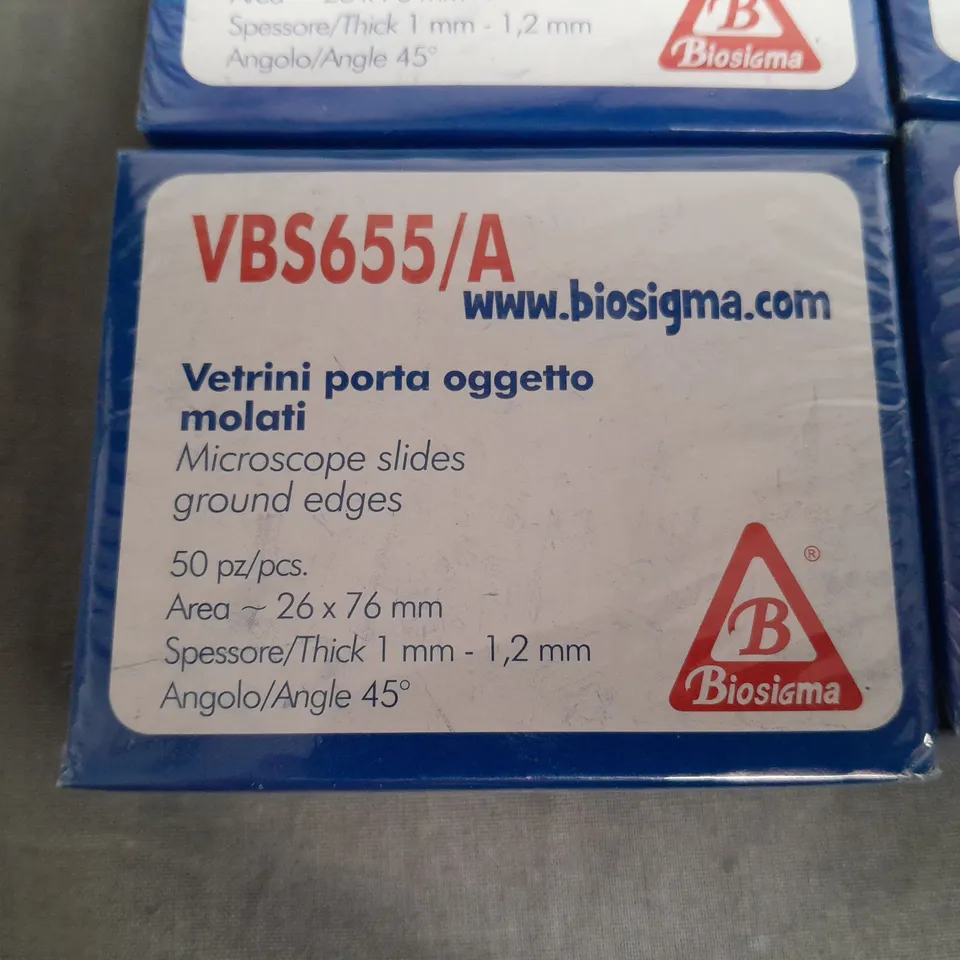 Spessore/Thick 1 mm - 1,2 mm
Angolo/Angle 45°
B
Biosigma
VBS655/A
www.biosigma.com
Vetrini porta oggetto
molati
Microscope slides
ground edges
50 pz/pcs.
Area ~ 26 x 76 mm
Spessore/Thick 1 mm - 1,2 mm
Angolo/Angle 45°
®
B
Biosigma